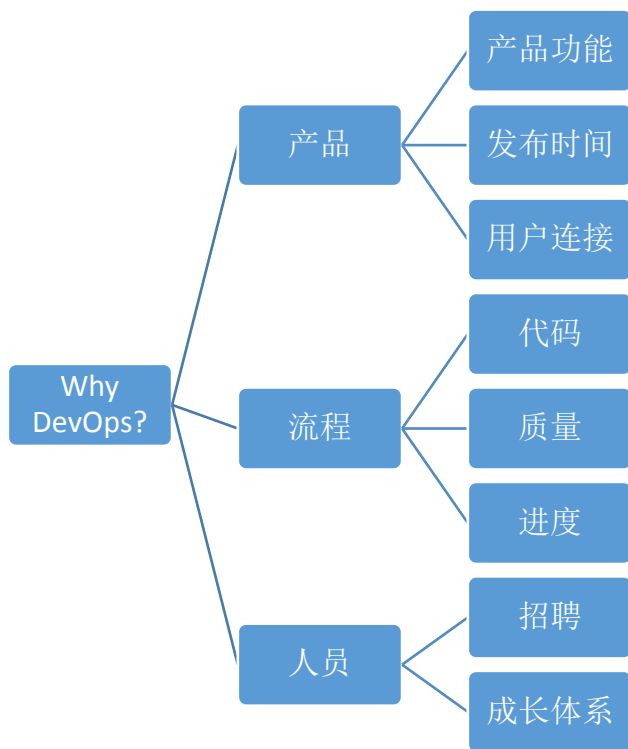 Why
DevOps?
产品
产品功能
发布时间
用户连接
流程
代码
质量
进度
人员
招聘
成长体系